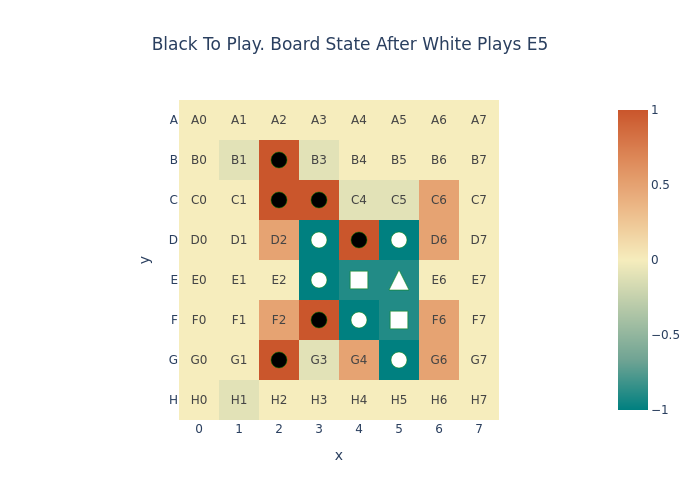 Black To Play. Board State After White Plays E5
A A0 A1 A2 A3 A4 A5 A6 A7
B B0 B1 B3 B4 B5 B6 B7
C C0 C1 C4 C5 C6 C7
D D0 D1 D2 D6 D7
E E0 E1 E2 E6 E7
F F0 F1 F2 F6 F7
G G0 G1 G3 G4 G6 G7
H H0 H1 H2 H3 H4 H5 H6 H7
0 1 2 3 4 5 6 7
x
y
1
0.5
0
−0.5
−1